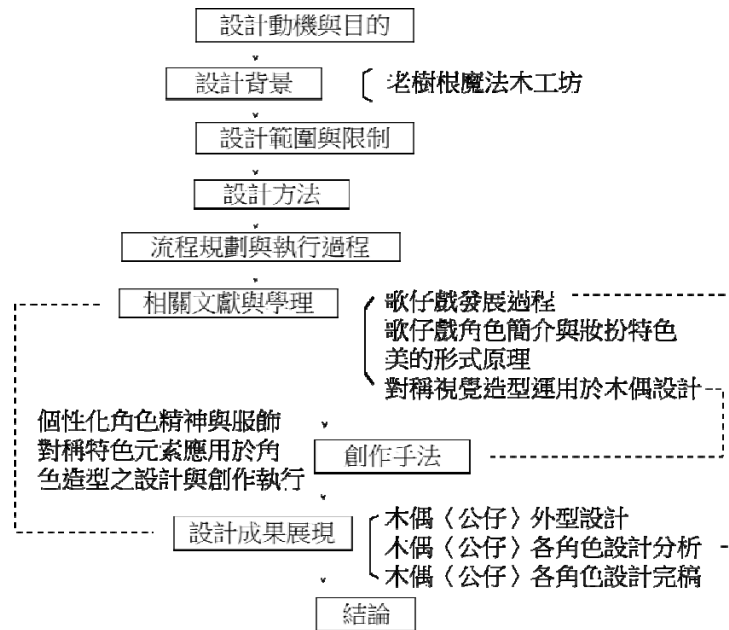 設計動機與目的
設計背景
老樹根魔法木工坊
設計範圍與限制
設計方法
流程規劃與執行過程
相關文獻與學理
歌仔戲發展過程
歌仔戲角色簡介與妝扮特色
美的形式原理
對稱視覺造型運用於木偶設計
個性化角色精神與服飾
對稱特色元素應用於角
色造型之設計與創作執行
創作手法
設計成果展現
木偶〈公仔〉外型設計
木偶〈公仔〉各角色設計分析
木偶〈公仔〉各角色設計完稿
結論